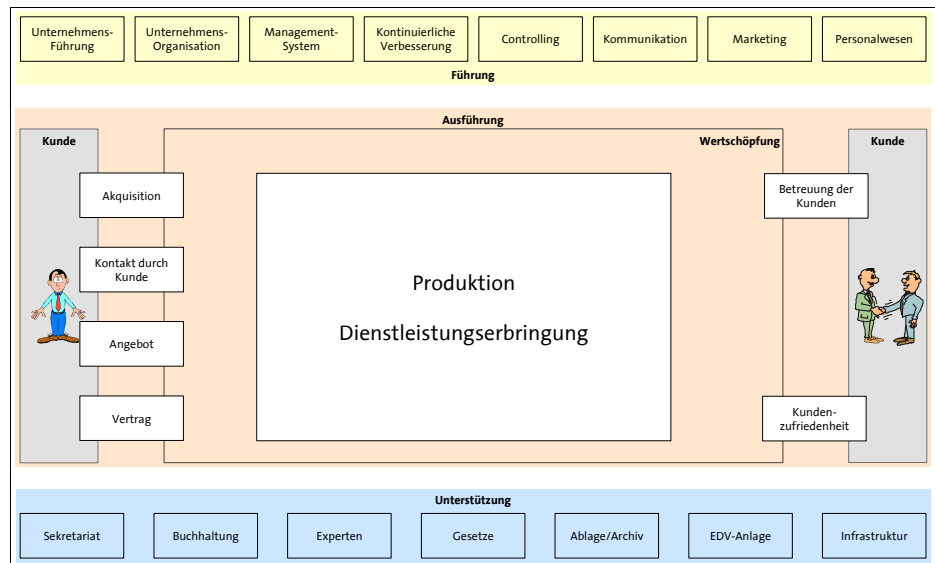 Unternehmens-
Führung
Unternehmens-
Organisation
Management-
System
Kontinuierliche
Verbesserung
Controlling
Kommunikation
Marketing
Personalwesen
Führung
Ausführung
Kunde
Wertschöpfung
Kunde
Akquisition
Kontakt durch
Kunde
Angebot
Vertrag
Produktion
Dienstleistungserbringung
Betreuung der
Kunden
Kunden-
zufriedenheit
Unterstützung
Sekretariat
Buchhaltung
Experten
Gesetze
Ablage/Archiv
EDV-Anlage
Infrastruktur